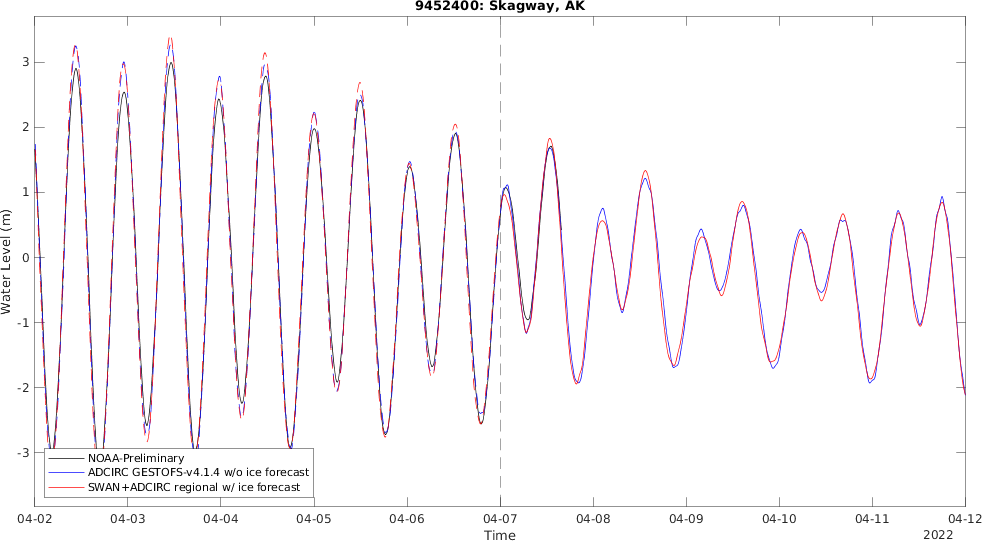 9452400: Skagway, AK
Water Level (m)
3
2
1
0
-1
-2
-3
NOAA-Preliminary
ADCIRC GESTOFS-v4.1.4 w/o ice forecast
SWAN+ADCIRC regional w/ ice forecast
04-02 04-03 04-04 04-05 04-06 04-07 04-08 04-09 04-10 04-11 04-12
Time
2022